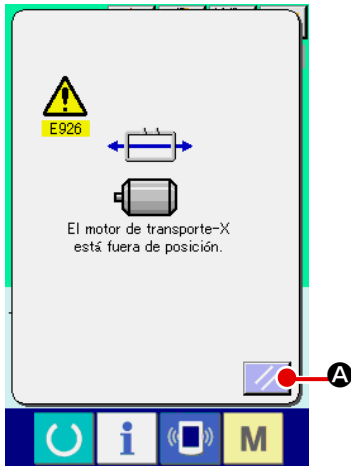 E926
El motor de transporte-X
está fuera de posición.
A
i
M